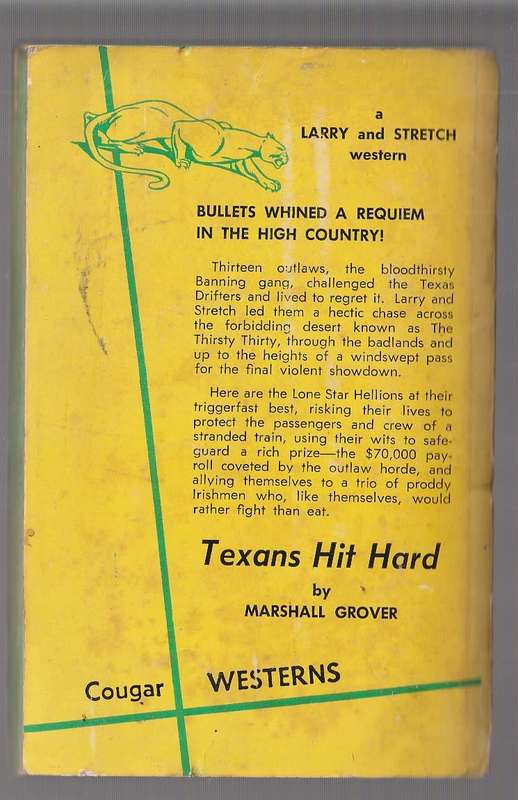 a
LARRY and STRETCH
western
BULLETS WHINED A REQUIEM
IN THE HIGH COUNTRY!
Thirteen outlaws, the bloodthirsty
Banning gang, challenged the Texas
Drifters and lived to regret it. Larry and
Stretch led them a hectic chase across
the forbidding desert known as The
Thirsty Thirty, through the badlands and
up to the heights of a windswept pass
for the final violent showdown.
Here are the Lone Star Hellions at their
triggerfast best, risking their lives to
protect the passengers and crew of a
stranded train, using their wits to safe-
guard a rich prize—the $70,000 pay-
roll coveted by the outlaw horde, and
allying themselves to a trio of proddy
Irishmen who, like themselves, would
rather fight than eat.
Texans Hit Hard
by
MARSHALL GROVER
Cougar WESTERNS